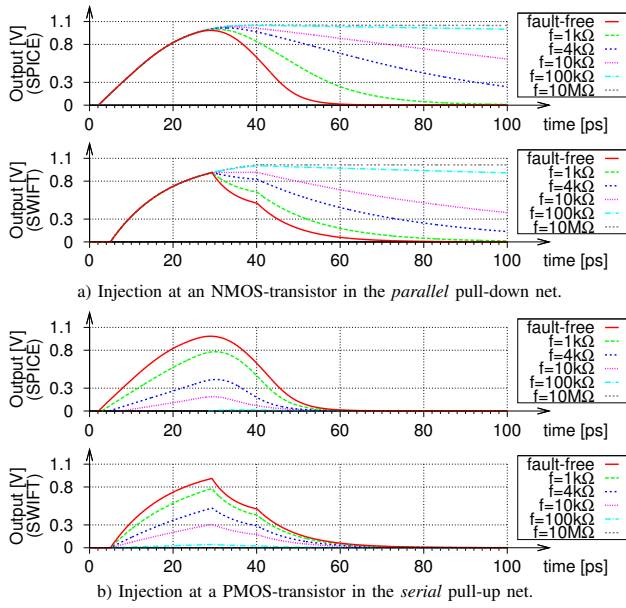 Output [V]
(SPICE)
1.1
0.8
0.3
0
0 20 40 60 80 100
time [ps]
fault-free
f=1kΩ
f=4kΩ
f=10kΩ
f=100kΩ
f=10MΩ
Output [V]
(SWIFT)
1.1
0.8
0.3
0
0 20 40 60 80 100
time [ps]
fault-free
f=1kΩ
f=4kΩ
f=10kΩ
f=100kΩ
f=10MΩ
a) Injection at an NMOS-transistor in the parallel pull-down net.
Output [V]
(SPICE)
1.1
0.8
0.3
0
0 20 40 60 80 100
time [ps]
fault-free
f=1kΩ
f=4kΩ
f=10kΩ
f=100kΩ
f=10MΩ
Output [V]
(SWIFT)
1.1
0.8
0.3
0
0 20 40 60 80 100
time [ps]
fault-free
f=1kΩ
f=4kΩ
f=10kΩ
f=100kΩ
f=10MΩ
b) Injection at a PMOS-transistor in the serial pull-up net.